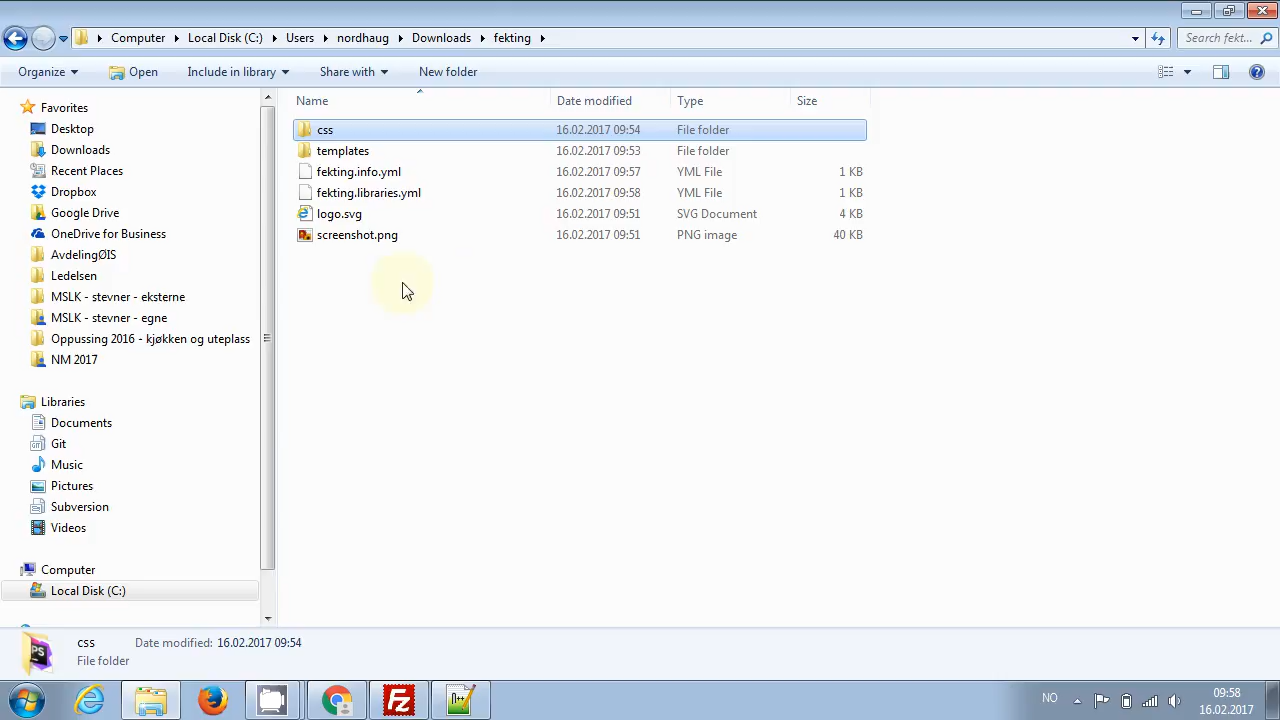 Computer Local Disk (C:) Users nordhaug Downloads fekting Search fekt...
Organize Open Include in library Share with New folder
Favorites
Desktop
Downloads
Recent Places
Dropbox
Google Drive
OneDrive for Business
AvdelingØIS
Ledelsen
MSLK - stevner - eksterne
MSLK - stevner - egne
Oppussing 2016 - kjøkken og uteplass
NM 2017
Libraries
Documents
Git
Music
Pictures
Subversion
Videos
Computer
Local Disk (C:)
Name Date modified Type Size
css 16.02.2017 09:54 File folder
templates 16.02.2017 09:53 File folder
fekting.info.yml 16.02.2017 09:57 YML File 1 KB
fekting.libraries.yml 16.02.2017 09:58 YML File 1 KB
logo.svg 16.02.2017 09:51 SVG Document 4 KB
screenshot.png 16.02.2017 09:51 PNG image 40 KB
css Date modified: 16.02.2017 09:54
File folder
NO 09:58
16.02.2017